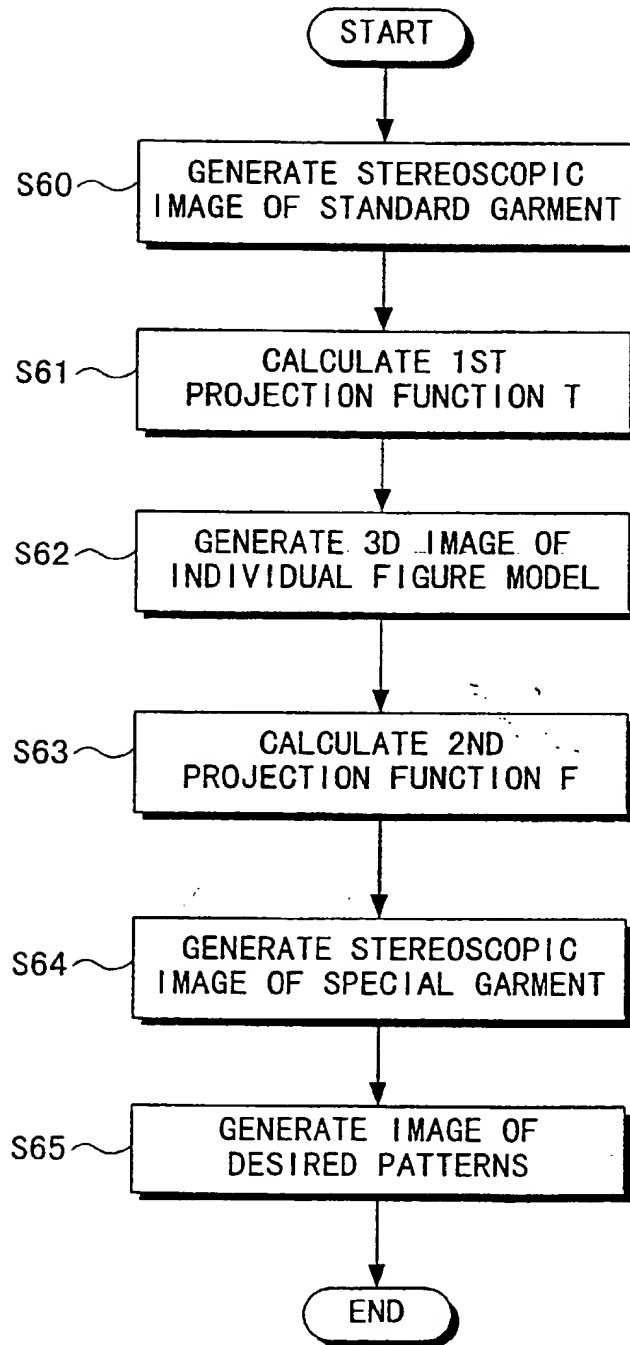 START
S60
GENERATE STEREOSCOPIC
IMAGE OF STANDARD GARMENT
S61
CALCULATE 1ST
PROJECTION FUNCTION T
S62
GENERATE 3D IMAGE OF
INDIVIDUAL FIGURE MODEL
S63
CALCULATE 2ND
PROJECTION FUNCTION F
S64
GENERATE STEREOSCOPIC
IMAGE OF SPECIAL GARMENT
S65
GENERATE IMAGE OF
DESIRED PATTERNS
END